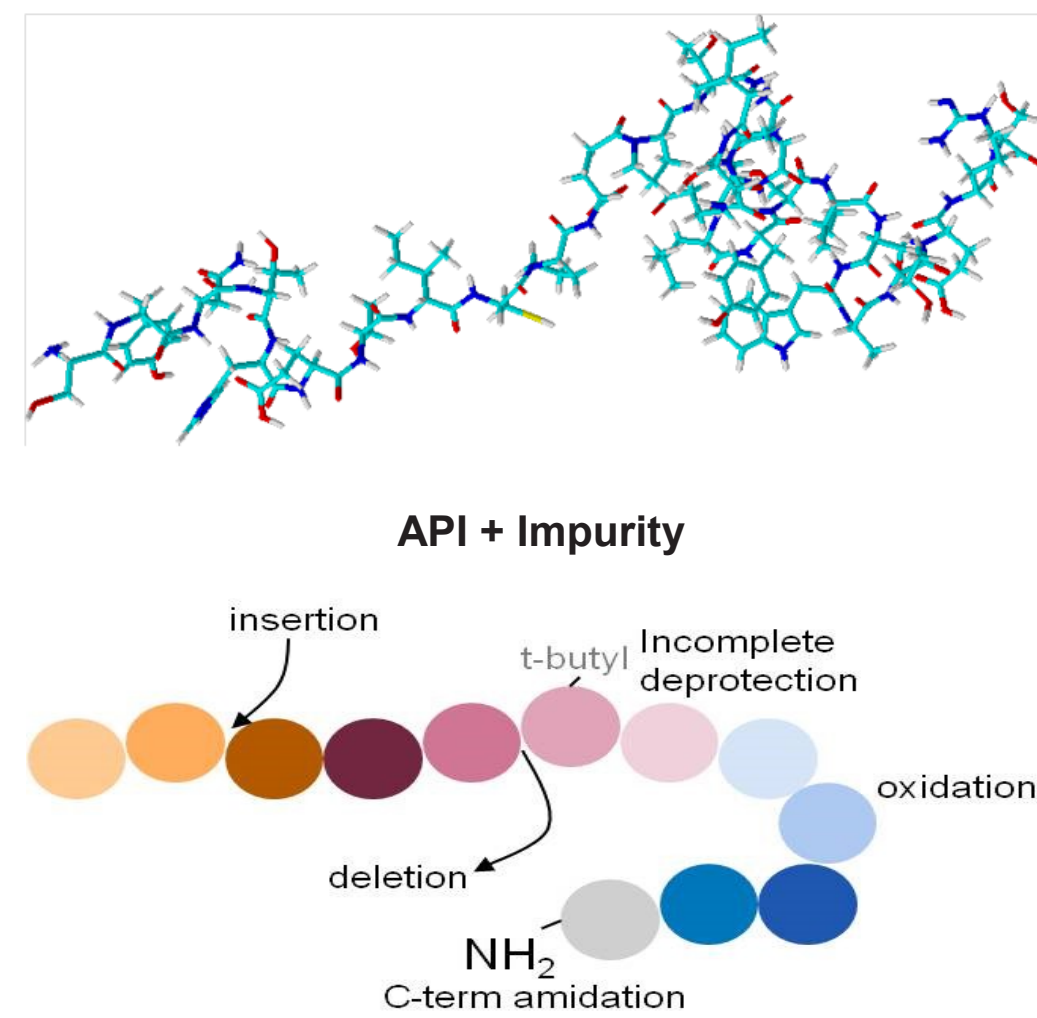 API + Impurity
insertion
t-butyl
Incomplete
deprotection
oxidation
deletion
NH₂
C-term amidation